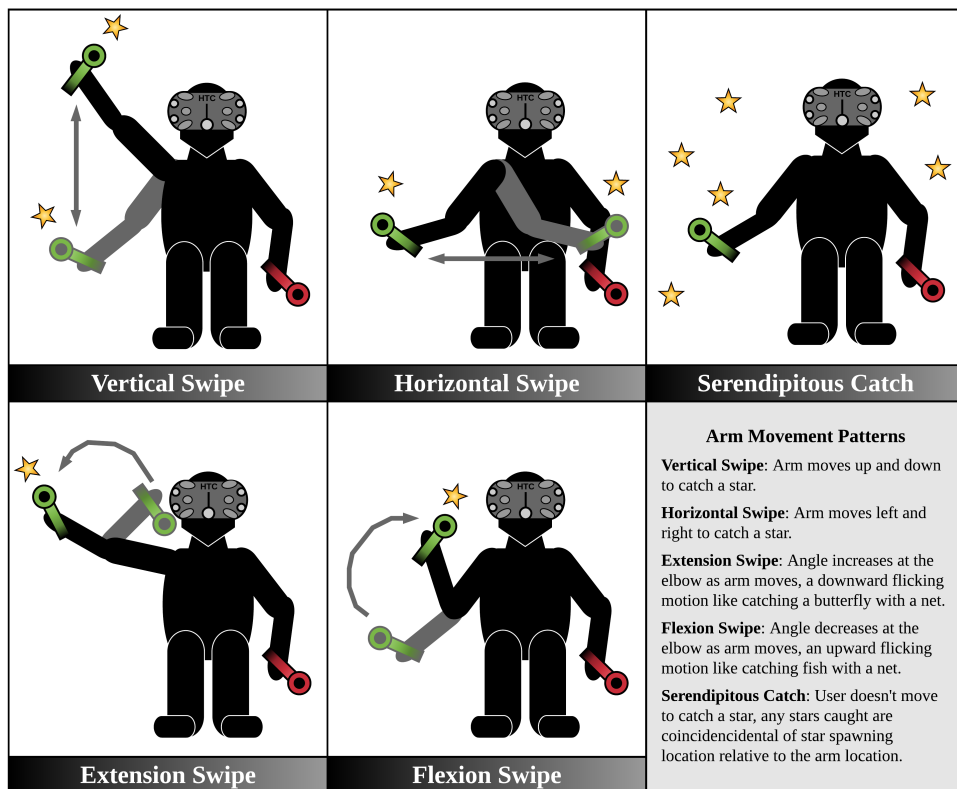 HTC
HTC
HTC
Vertical Swipe
Horizontal Swipe
Serendipitous Catch
HTC
HTC
Extension Swipe
Flexion Swipe
Arm Movement Patterns
Vertical Swipe: Arm moves up and down
to catch a star.
Horizontal Swipe: Arm moves left and
right to catch a star.
Extension Swipe: Angle increases at the
elbow as arm moves, a downward flicking
motion like catching a butterfly with a net.
Flexion Swipe: Angle decreases at the
elbow as arm moves, an upward flicking
motion like catching fish with a net.
Serendipitous Catch: User doesn't move
to catch a star, any stars caught are
coincidencidental of star spawning
location relative to the arm location.